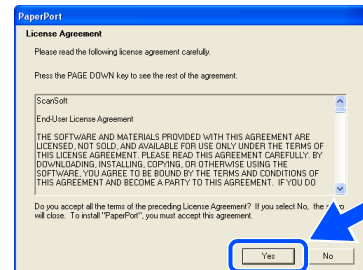 PaperPort
License Agreement
Please read the following license agreement carefully.
Press the PAGE DOWN key to see the rest of the agreement.
ScanSoft
End-User License Agreement
THE SOFTWARE AND MATERIALS PROVIDED WITH THIS AGREEMENT ARE
LICENSED, NOT SOLD, AND AVAILABLE FOR USE ONLY UNDER THE TERMS OF
THIS LICENSE AGREEMENT. PLEASE READ THIS AGREEMENT CAREFULLY. BY
DOWNLOADING, INSTALLING, COPYING, OR OTHERWISE USING THE
SOFTWARE, YOU AGREE TO BE BOUND BY THE TERMS AND CONDITIONS OF
THIS AGREEMENT AND BECOME A PARTY TO THIS AGREEMENT. IF YOU DO
Do you accept all the terms of the preceding License Agreement? If you select No, the
will close. To install "PaperPort", you must accept this agreement.
Yes
No